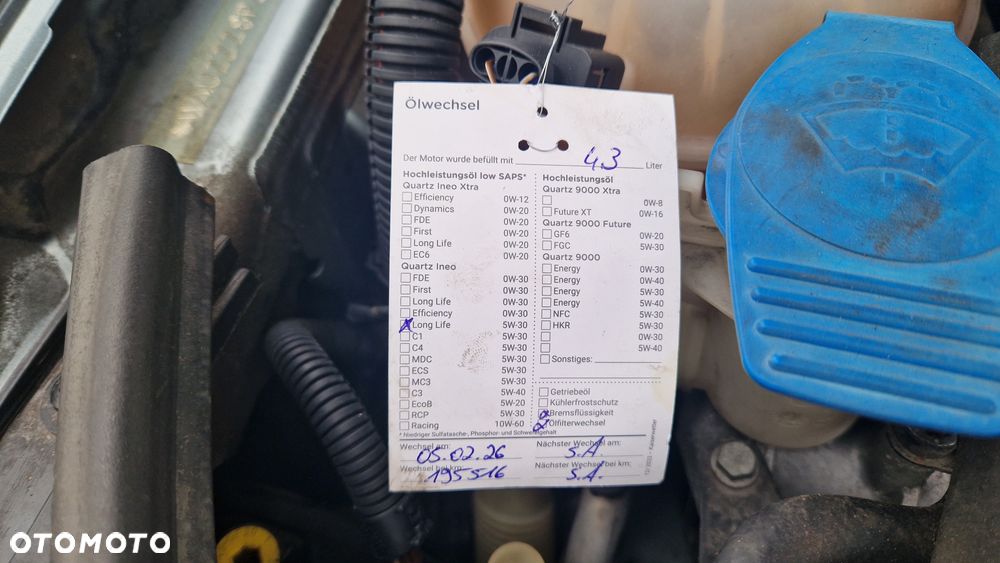 Ölwechsel
Der Motor wurde befüllt mit 4,3 Liter
Hochleistungsöl low SAPS*
Quartz Ineo Xtra
Efficiency 0W-12
Dynamics 0W-20
FDE 0W-20
First 0W-20
Long Life 0W-20
EC6 0W-20
Quartz Ineo
FDE 0W-30
First 0W-30
Long Life 0W-30
Efficiency 0W-30
Long Life 5W-30
C1 5W-30
C4 5W-30
MDC 5W-30
ECS 5W-30
MC3 5W-30
C3 5W-40
EcoB 5W-20
RCP 5W-30
Racing 10W-60
* Niedriger Sulfatasche-, Phosphor- und Schwefelgehalt
Hochleistungsöl
Quartz 9000 Xtra
0W-8
Future XT 0W-16
Quartz 9000 Future
GF6 0W-20
FGC 5W-30
Quartz 9000
Energy 0W-30
Energy 0W-40
Energy 5W-30
Energy 5W-40
NFC 5W-30
HKR 5W-30
0W-30
5W-40
Sonstiges:
Getriebeöl
Kühlerfrostschutz
Bremsflüssigkeit
Ölfilterwechsel
Wechsel am: 05.02.26
Nächster Wechsel am: S.A.
Wechsel bei km: 195516
Nächster Wechsel bei km: S.A.
OTOMOTO